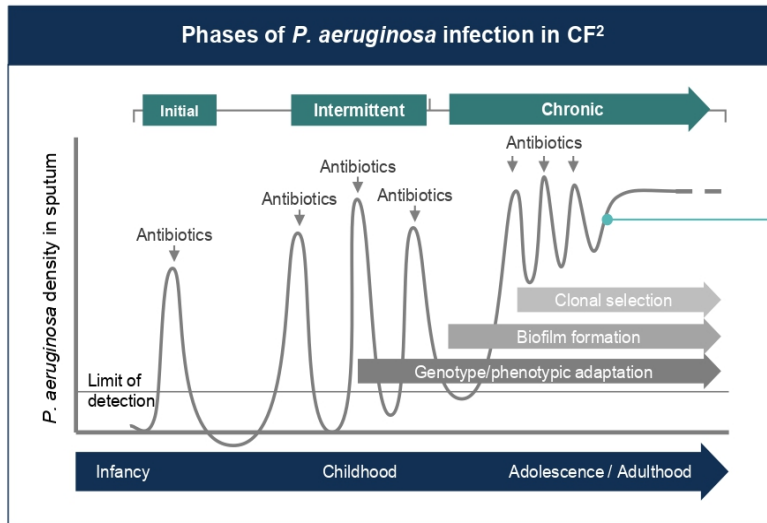 Phases of P. aeruginosa infection in CF²
Initial
Intermittent
Chronic
Antibiotics
Antibiotics
Antibiotics
Antibiotics
Antibiotics
P. aeruginosa density in sputum
Clonal selection
Biofilm formation
Genotype/phenotypic adaptation
Limit of
detection
Infancy
Childhood
Adolescence / Adulthood